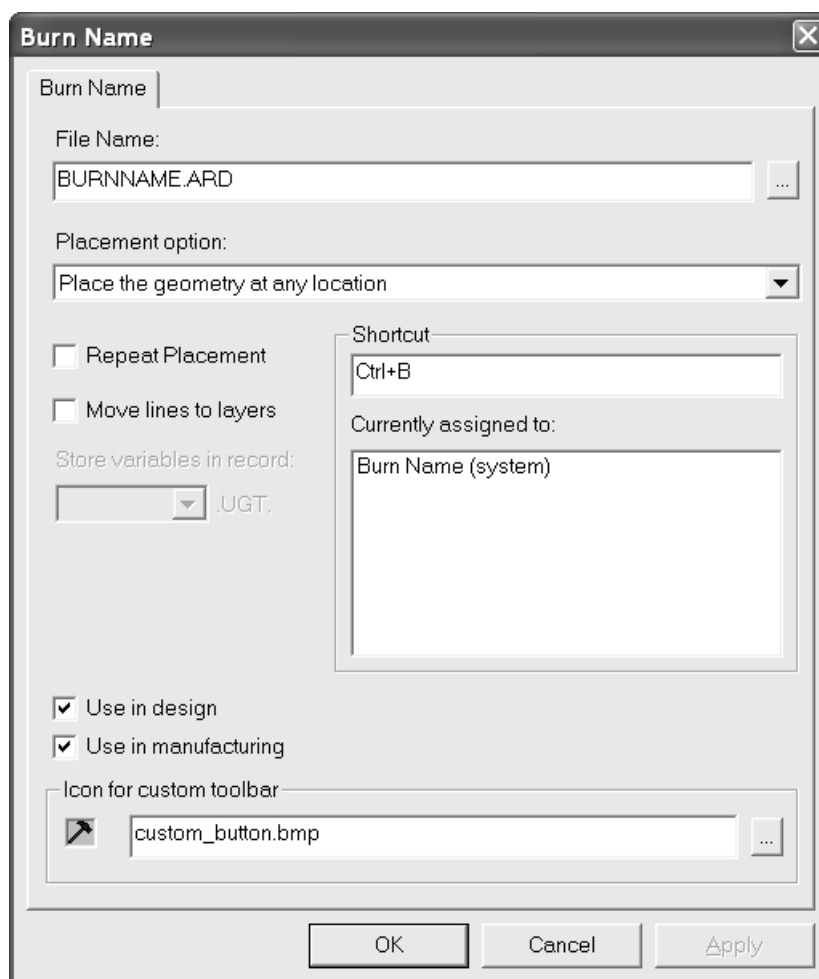 Burn Name
Burn Name
File Name:
BURNNAME.ARD
...
Placement option:
Place the geometry at any location
Repeat Placement
Move lines to layers
Store variables in record:
.UGT.
Shortcut
Ctrl+B
Currently assigned to:
Burn Name (system)
Use in design
Use in manufacturing
Icon for custom toolbar
custom_button.bmp
...
OK
Cancel
Apply